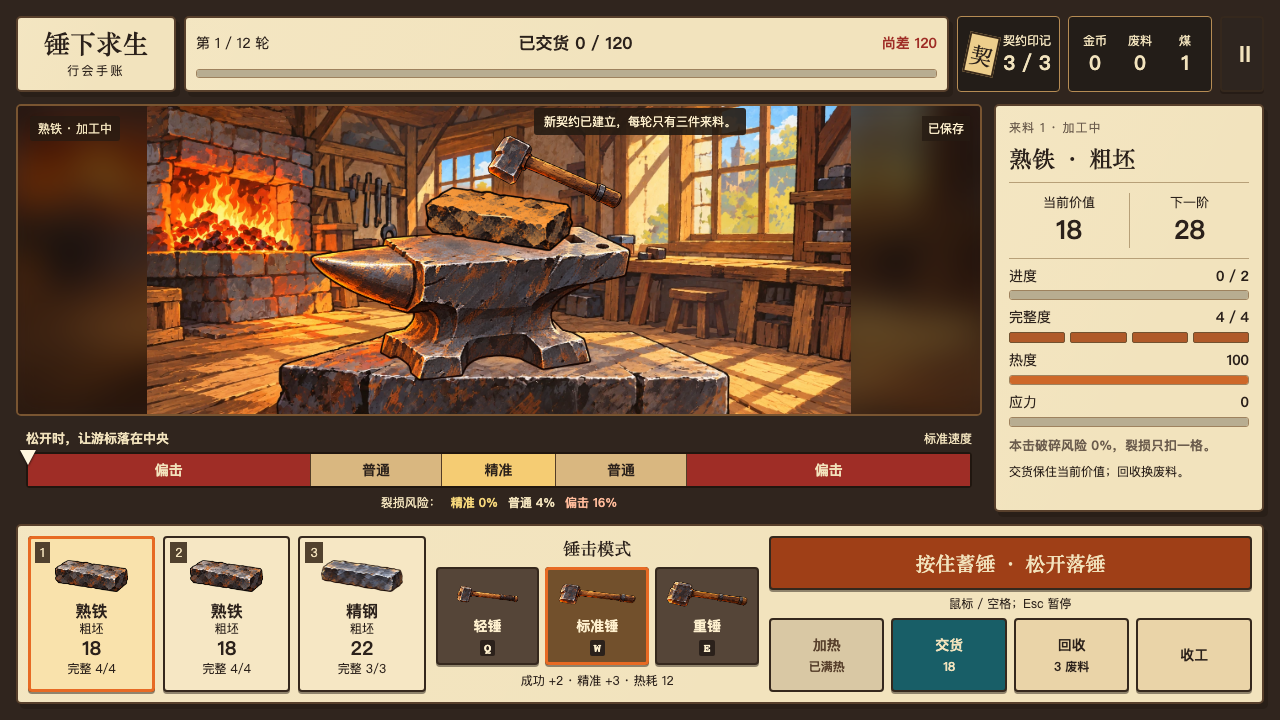 锤下求生
行会手账
第 1 / 12 轮
已交货 0 / 120
尚差 120
契
契约印记
3 / 3
金币
0
废料
0
煤
1
熟铁 · 加工中
新契约已建立，每轮只有三件来料。
已保存
来料 1 · 加工中
熟铁 · 粗坯
当前价值
18
下一阶
28
进度
0 / 2
完整度
4 / 4
热度
100
应力
0
本击破碎风险 0%，裂损只扣一格。
交货保住当前价值；回收换废料。
松开时，让游标落在中央
标准速度
偏击
普通
精准
普通
偏击
裂损风险：
精准 0%
普通 4%
偏击 16%
1
熟铁
粗坯
18
完整 4/4
2
熟铁
粗坯
18
完整 4/4
3
精钢
粗坯
22
完整 3/3
锤击模式
轻锤
Q
标准锤
W
重锤
E
成功 +2 · 精准 +3 · 热耗 12
按住蓄锤 · 松开落锤
鼠标 / 空格；Esc 暂停
加热
已满热
交货
18
回收
3 废料
收工